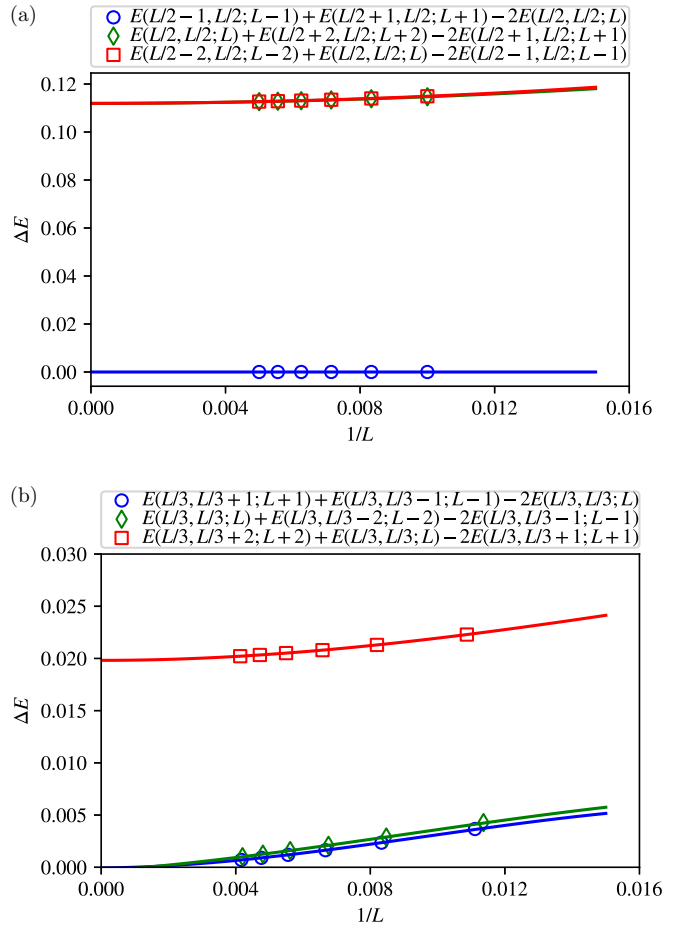 (a)
E(L/2−1, L/2; L−1)+E(L/2+1, L/2; L+1)−2E(L/2, L/2; L)
E(L/2, L/2; L)+E(L/2+2, L/2; L+2)−2E(L/2+1, L/2; L+1)
E(L/2−2, L/2; L−2)+E(L/2, L/2; L)−2E(L/2−1, L/2; L−1)
0.12
0.10
0.08
0.06
0.04
0.02
0.00
ΔE
0.000 0.004 0.008 0.012 0.016
1/L
(b)
E(L/3, L/3+1; L+1)+E(L/3, L/3−1; L−1)−2E(L/3, L/3; L)
E(L/3, L/3; L)+E(L/3, L/3−2; L−2)−2E(L/3, L/3−1; L−1)
E(L/3, L/3+2; L+2)+E(L/3, L/3; L)−2E(L/3, L/3+1; L+1)
0.030
0.025
0.020
0.015
0.010
0.005
0.000
ΔE
0.000 0.004 0.008 0.012 0.016
1/L